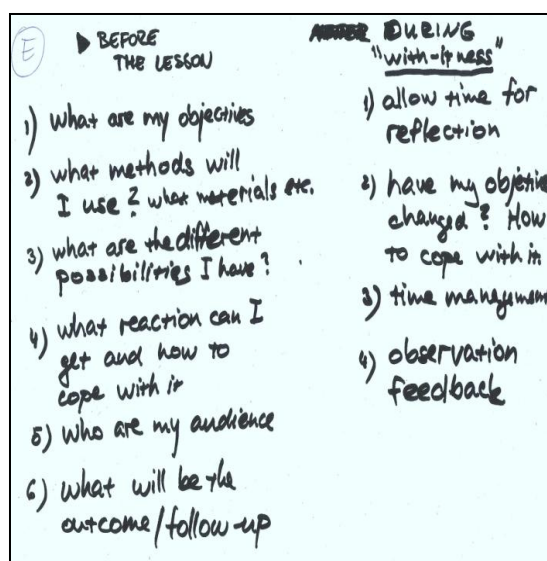 E
▶ BEFORE
THE LESSON
1) what are my objectives
2) what methods will
I use? what materials etc.
3) what are the different
possibilities I have?
4) what reaction can I
get and how to
cope with it
5) who are my audience
6) what will be the
outcome/follow-up
DURING
"with-it ness"
1) allow time for
reflection
2) have my objective
changed? How
to cope with it
3) time managemen
4) observation
feedback